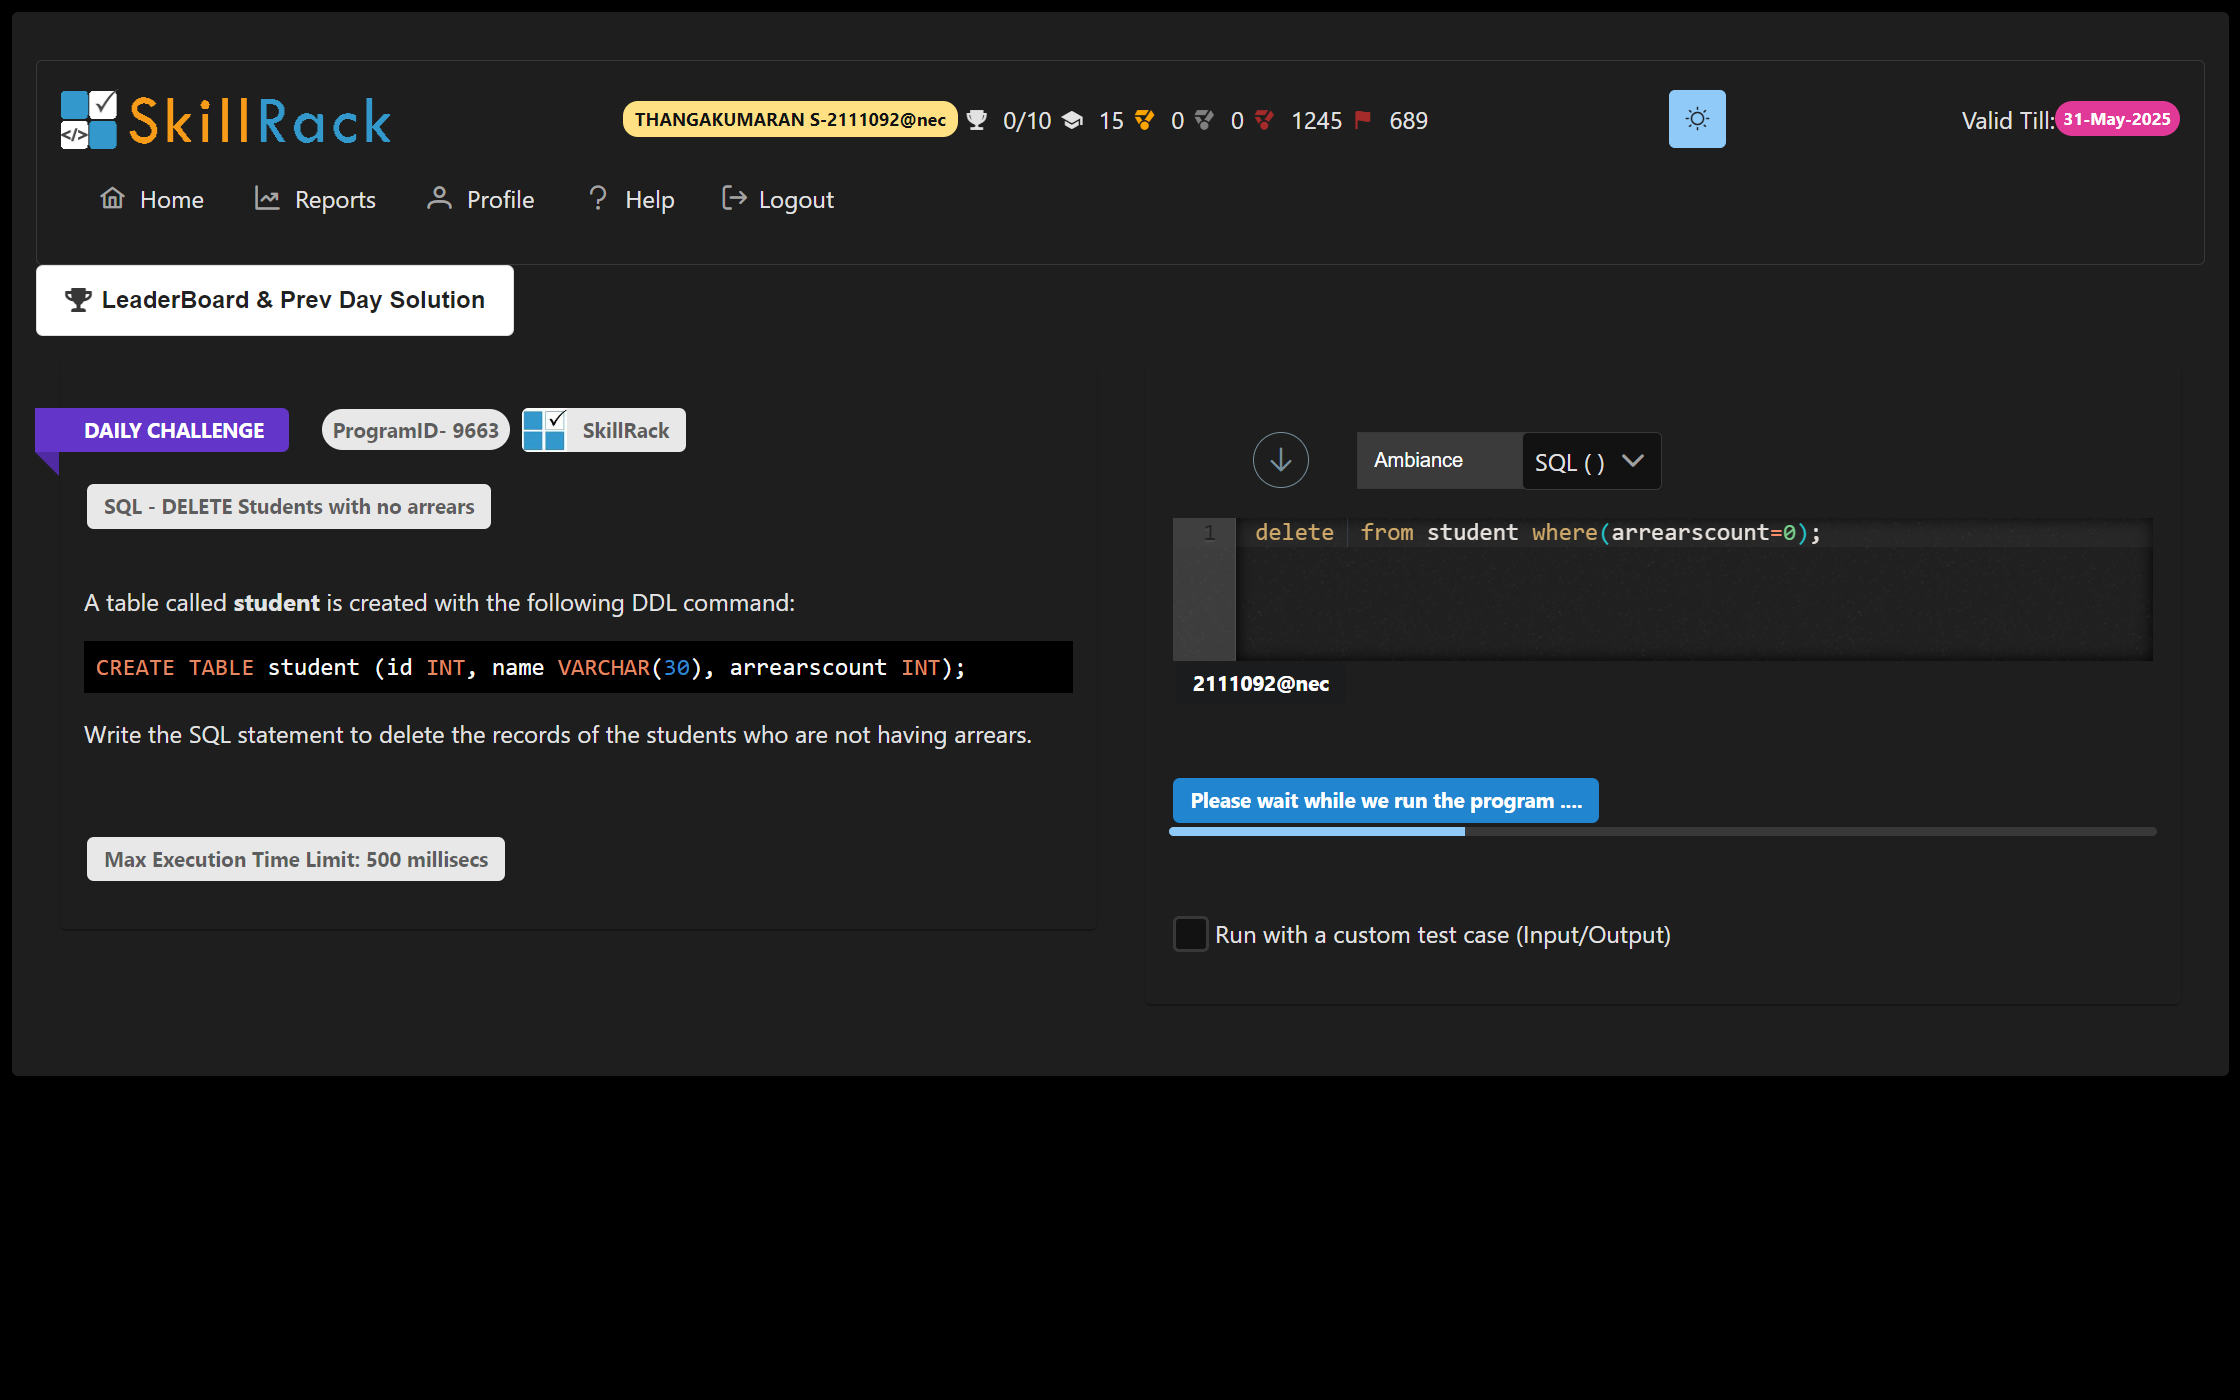 SkillRack
THANGAKUMARAN S-2111092@nec 0/10 15 0 0 1245 689
Valid Till: 31-May-2025
Home Reports Profile Help Logout
LeaderBoard & Prev Day Solution
DAILY CHALLENGE ProgramID- 9663 SkillRack
SQL - DELETE Students with no arrears
A table called student is created with the following DDL command:
CREATE TABLE student (id INT, name VARCHAR(30), arrearscount INT);
Write the SQL statement to delete the records of the students who are not having arrears.
Max Execution Time Limit: 500 millisecs
Ambiance SQL ( )
1 delete from student where(arrearscount=0);
2111092@nec
Please wait while we run the program ....
Run with a custom test case (Input/Output)